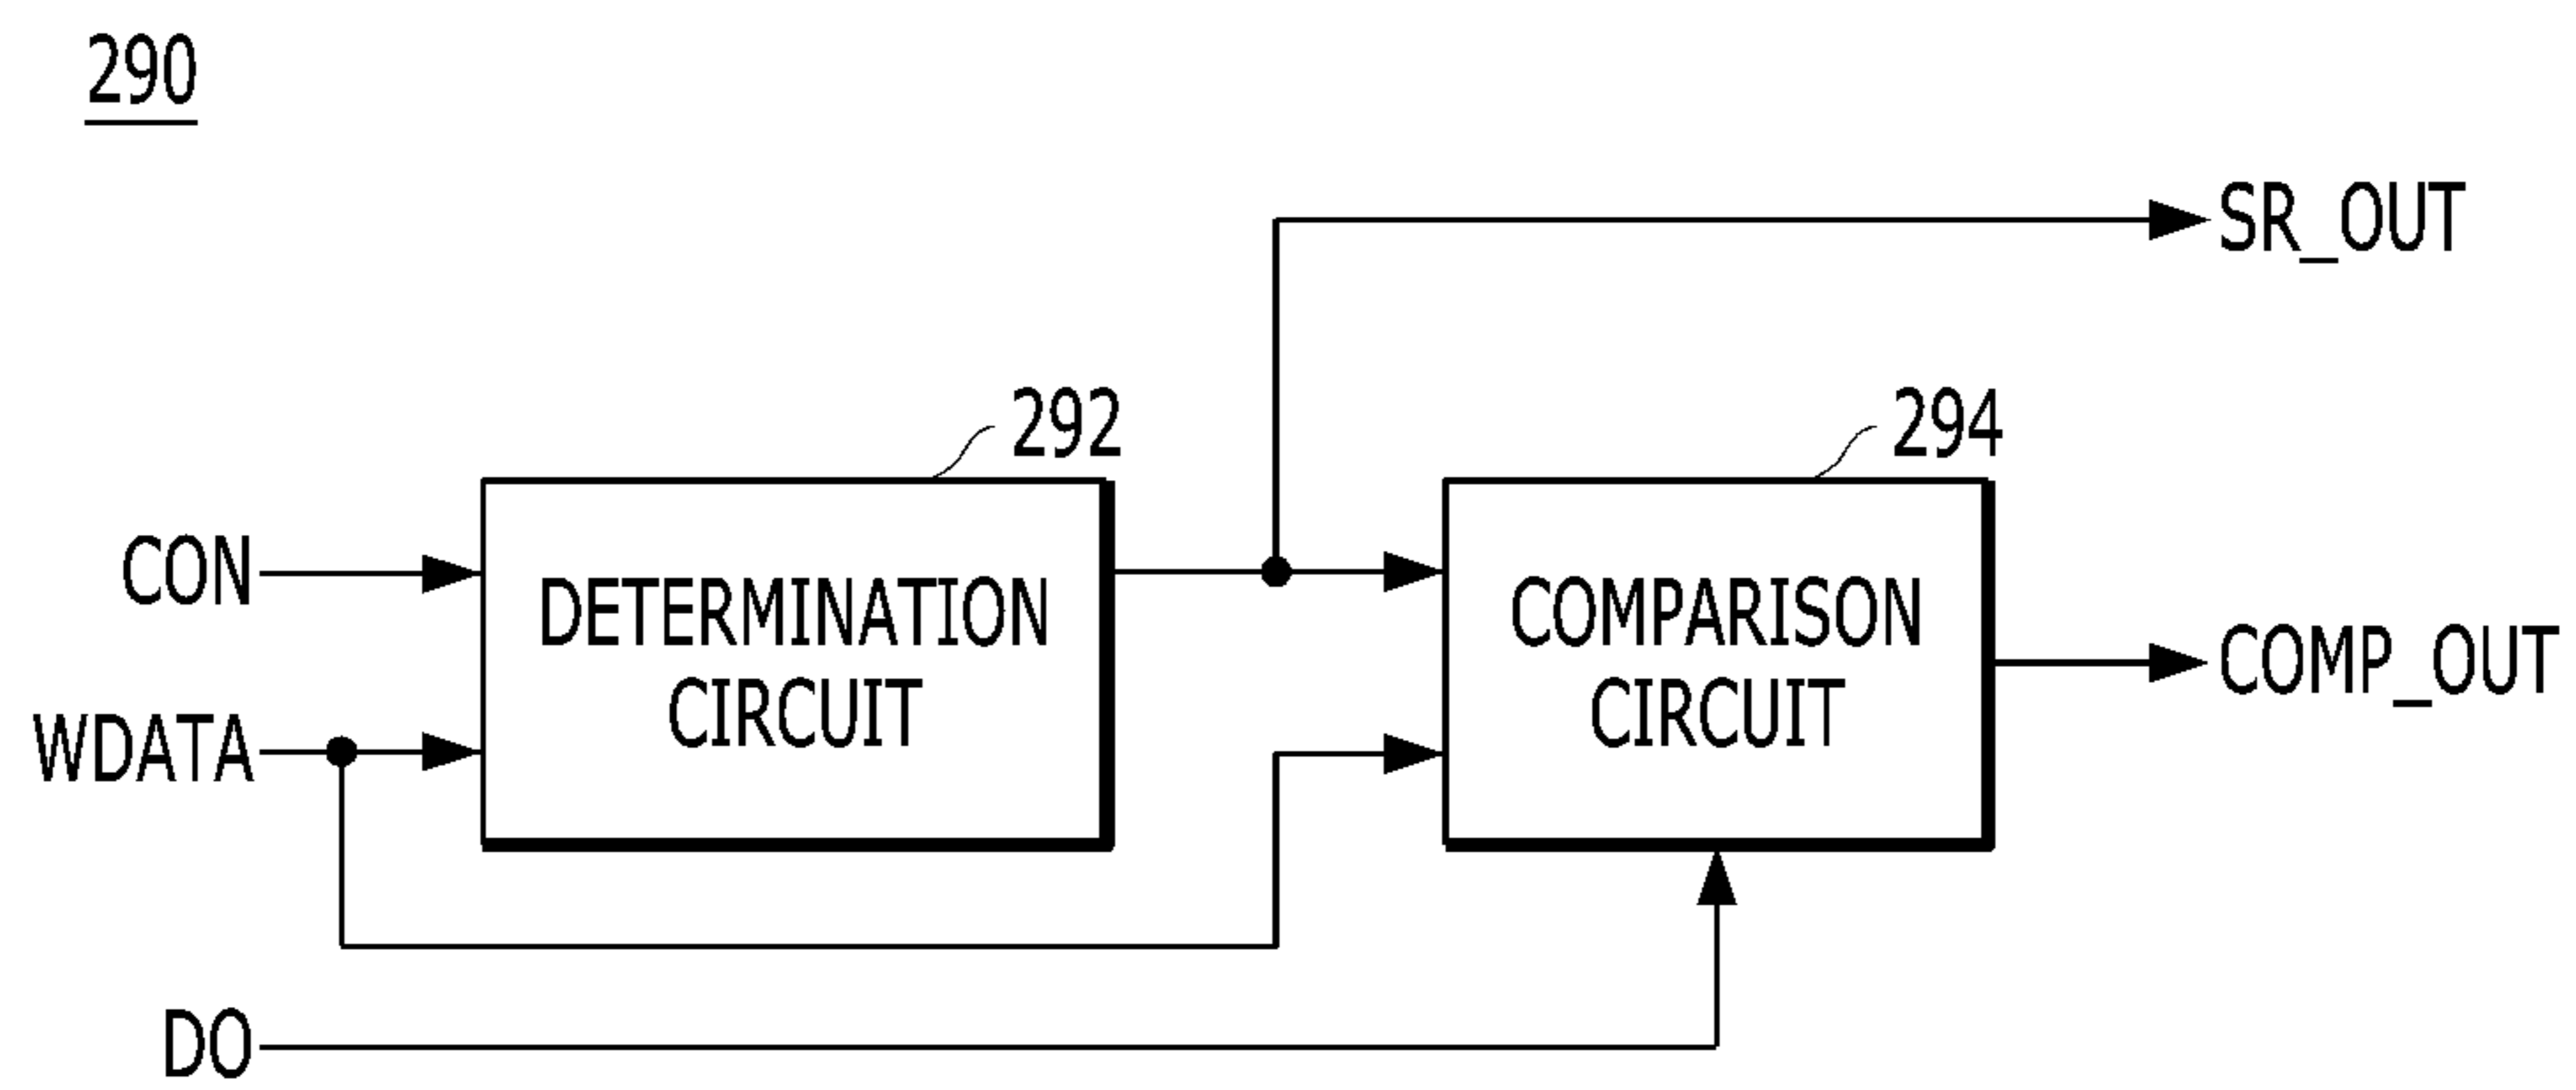 290
SR_OUT
292
294
CON
DETERMINATION
CIRCUIT
COMPARISON
CIRCUIT
COMP_OUT
WDATA
DO